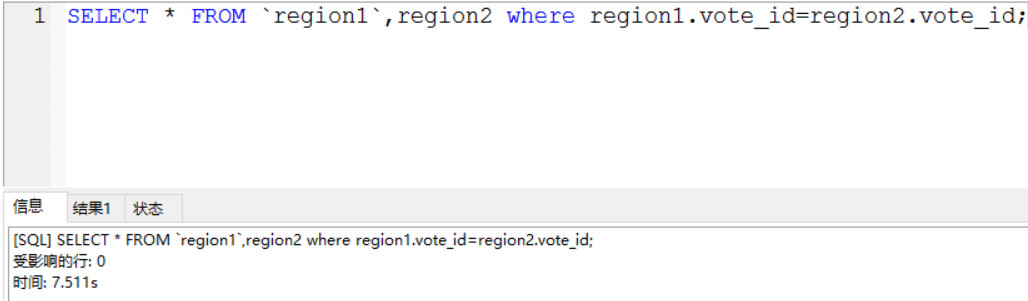 1 SELECT * FROM `region1`,region2 where region1.vote_id=region2.vote_id;
信息 结果1 状态
[SQL] SELECT * FROM `region1`,region2 where region1.vote_id=region2.vote_id;
受影响的行: 0
时间: 7.511s